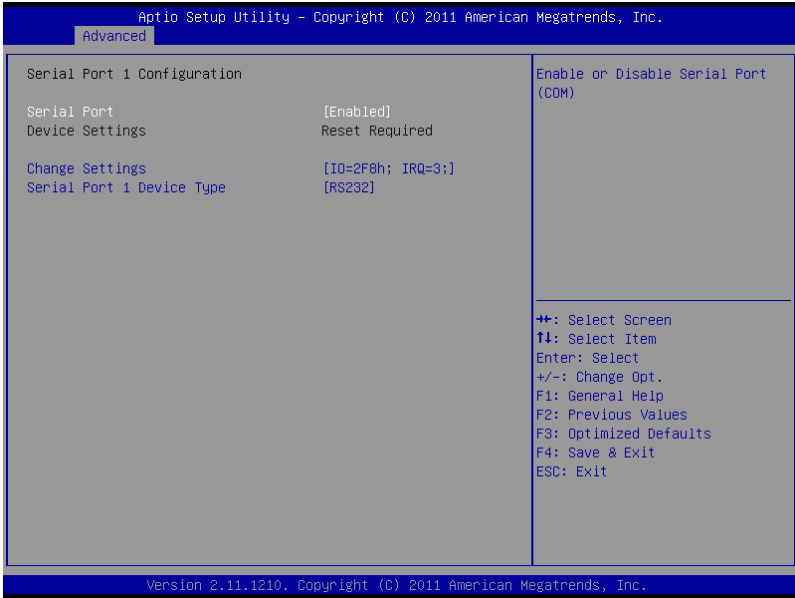 Aptio Setup Utility – Copyright (C) 2011 American Megatrends, Inc.
Advanced
Serial Port 1 Configuration
Serial Port [Enabled]
Device Settings Reset Required
Change Settings [IO=2F8h; IRQ=3;]
Serial Port 1 Device Type [RS232]
Enable or Disable Serial Port
(COM)
→←: Select Screen
↑↓: Select Item
Enter: Select
+/-: Change Opt.
F1: General Help
F2: Previous Values
F3: Optimized Defaults
F4: Save & Exit
ESC: Exit
Version 2.11.1210. Copyright (C) 2011 American Megatrends, Inc.